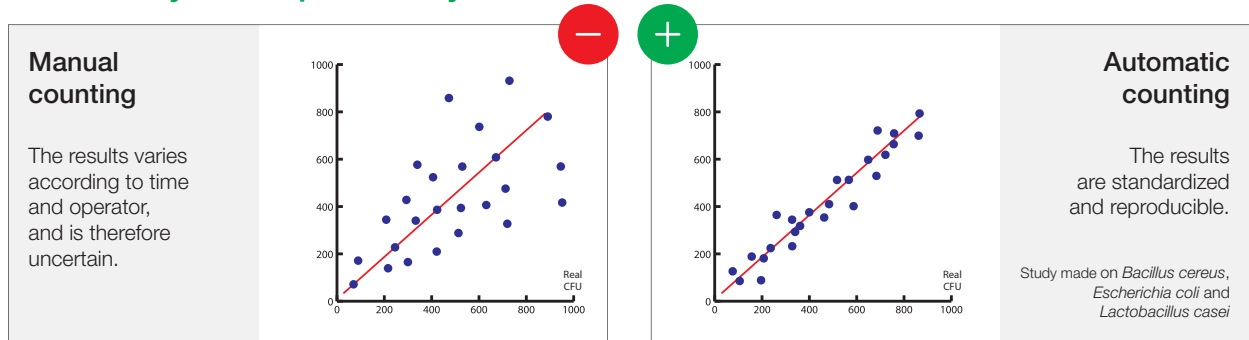 Manual
counting
The results varies
according to time
and operator,
and is therefore
uncertain.
1000
800
600
400
200
0
0 200 400 600 800 1000
Real
CFU
1000
800
600
400
200
0
0 200 400 600 800 1000
Real
CFU
Automatic
counting
The results
are standardized
and reproducible.
Study made on Bacillus cereus,
Escherichia coli and
Lactobacillus casei